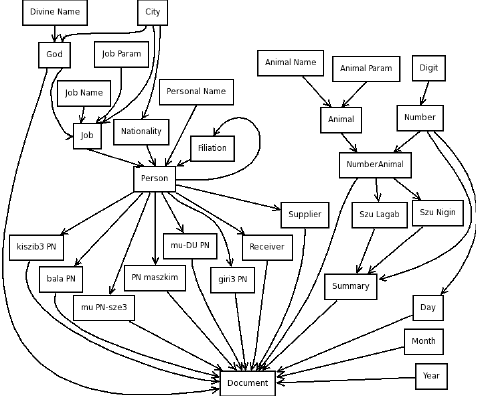 Divine Name
City
God
Job Param
Animal Name
Animal Param
Digit
Job Name
Personal Name
Animal
Number
Job
Nationality
Filiation
NumberAnimal
Person
Supplier
Szu Lagab
Szu Nigin
kiszib3 PN
mu-DU PN
Receiver
bala PN
PN maszkim
giri3 PN
Summary
mu PN-sze3
Day
Month
Document
Year